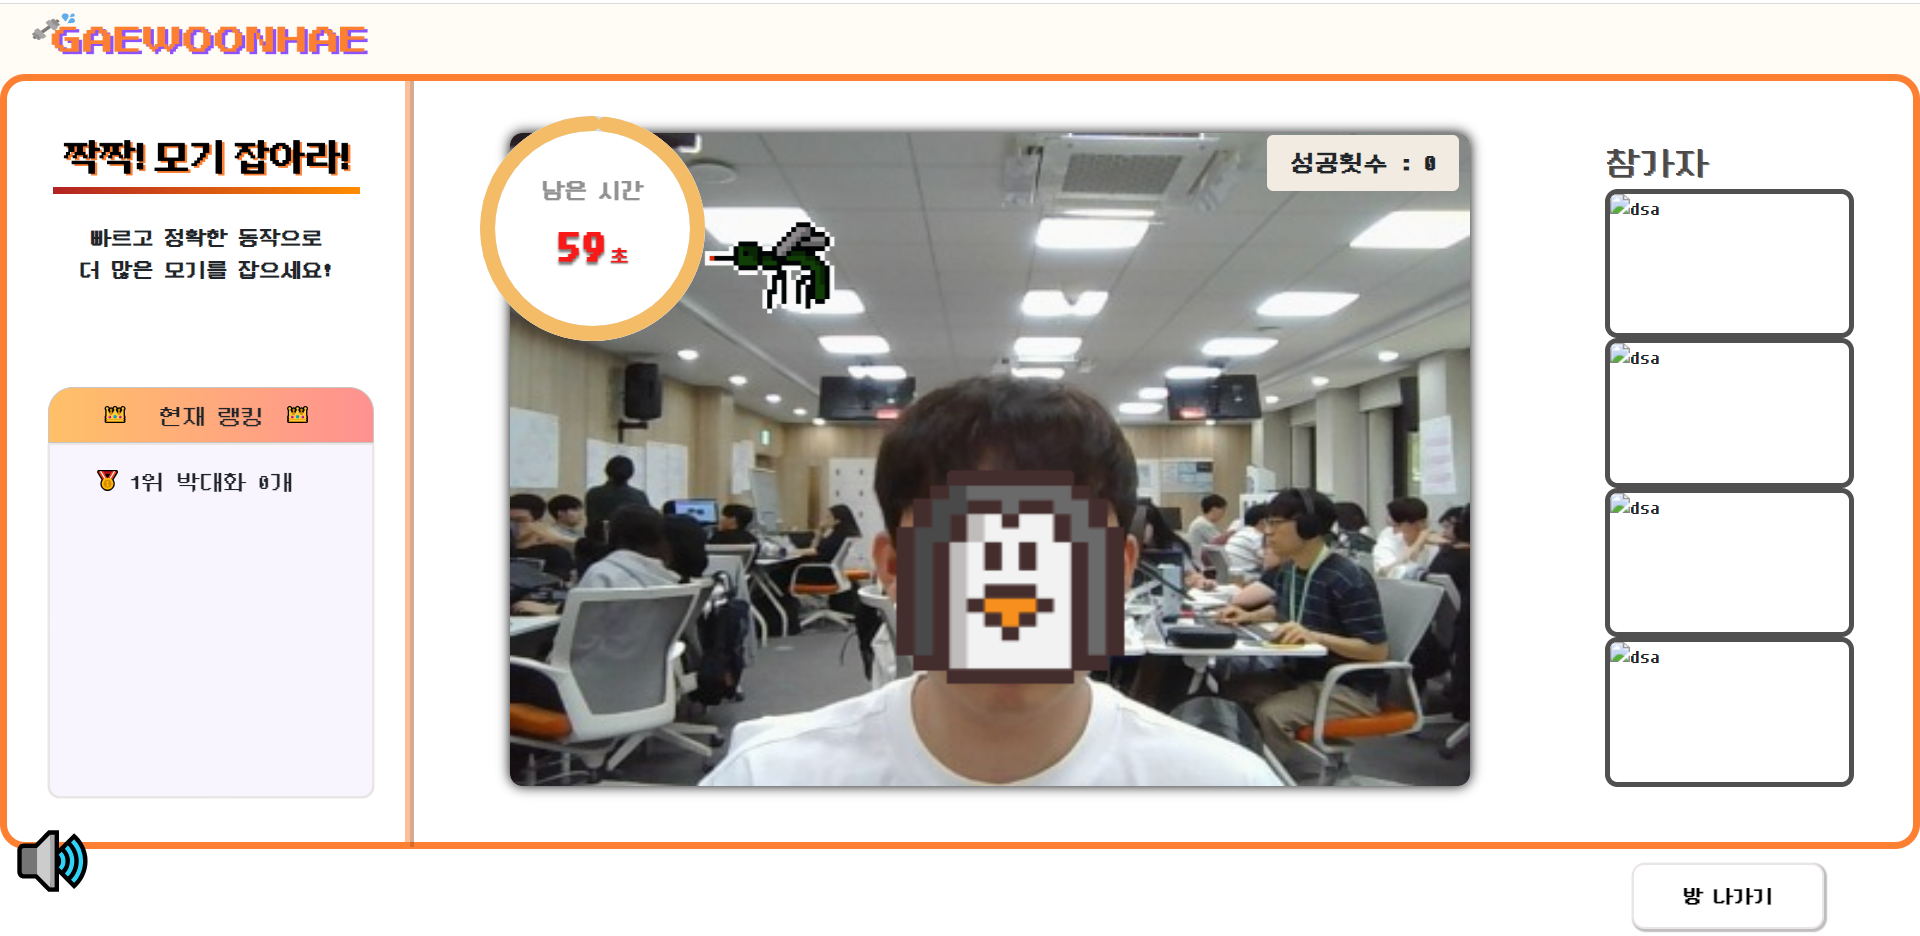 GAEWOONHAE
짝짝! 모기 잡아라!
빠르고 정확한 동작으로
더 많은 모기를 잡으세요!
현재 랭킹
1위 박대화 0개
남은 시간
59초
성공횟수 : 0
참가자
dsa
dsa
dsa
dsa
방 나가기